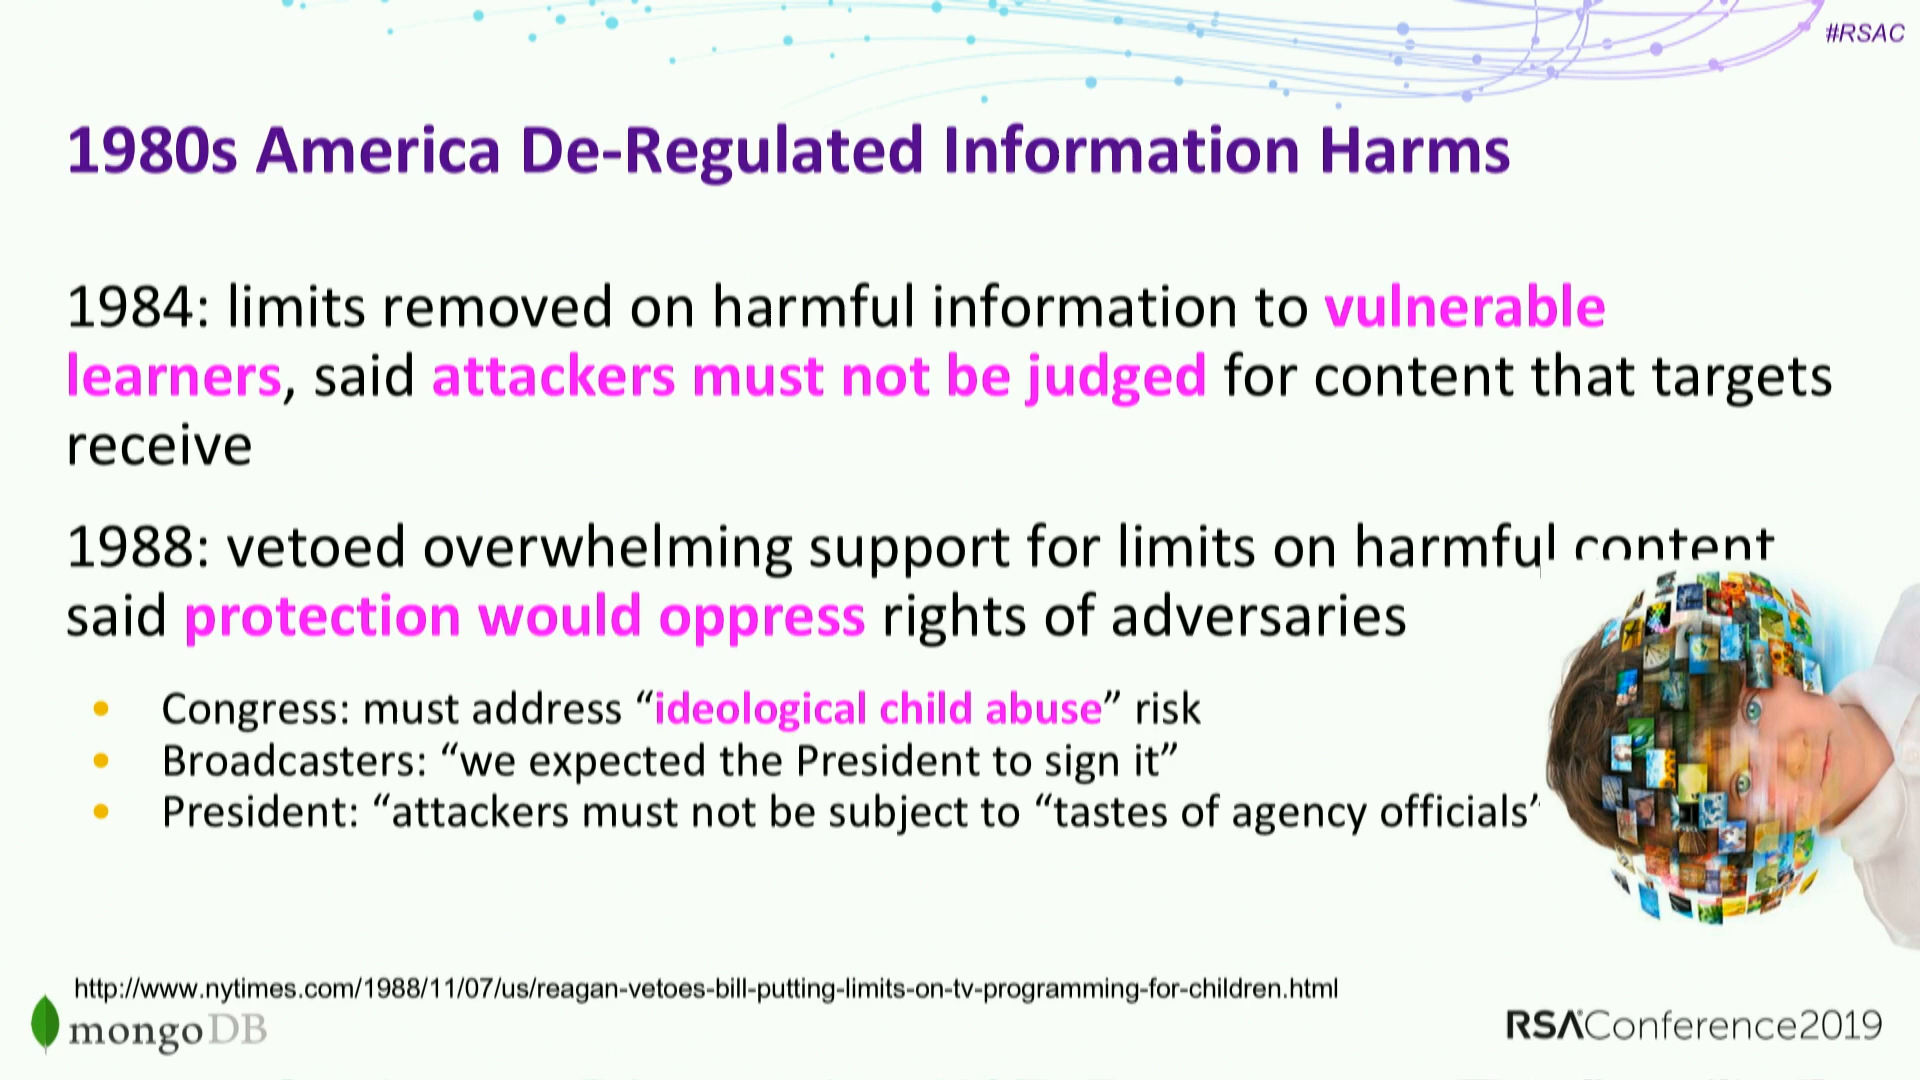 #RSAC
1980s America De-Regulated Information Harms
1984: limits removed on harmful information to vulnerable
learners, said attackers must not be judged for content that targets
receive
1988: vetoed overwhelming support for limits on harmful content
said protection would oppress rights of adversaries
• Congress: must address “ideological child abuse” risk
• Broadcasters: “we expected the President to sign it”
• President: “attackers must not be subject to “tastes of agency officials”
http://www.nytimes.com/1988/11/07/us/reagan-vetoes-bill-putting-limits-on-tv-programming-for-children.html
mongoDB
RSAConference2019